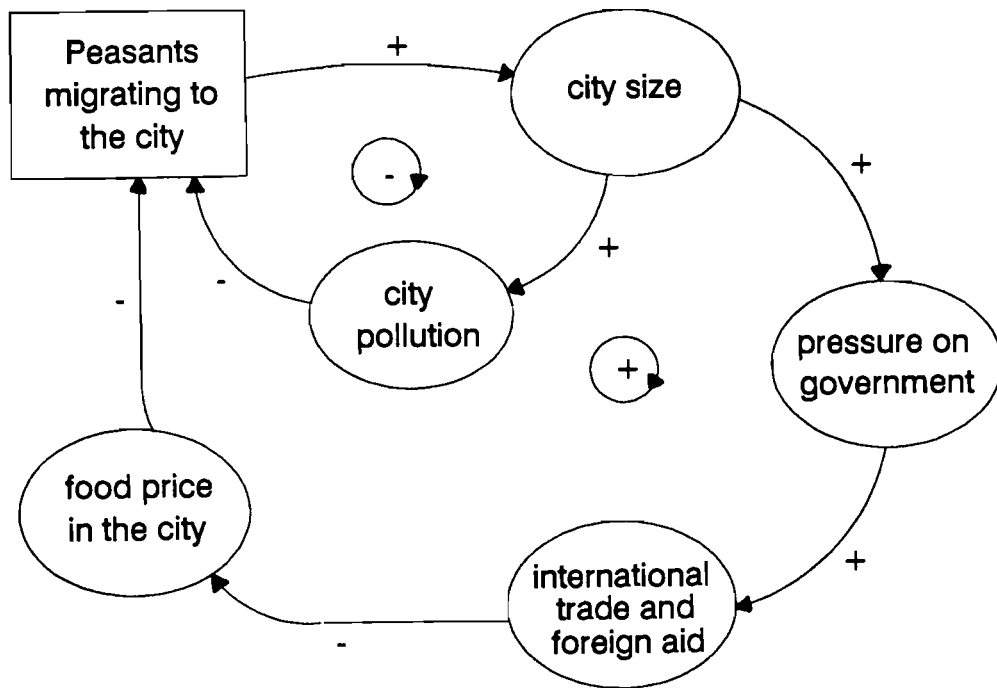 Peasants
migrating to
the city
+
city size
+
-
+
city
pollution
-
-
+
pressure on
government
food price
in the city
+
international
trade and
foreign aid
-